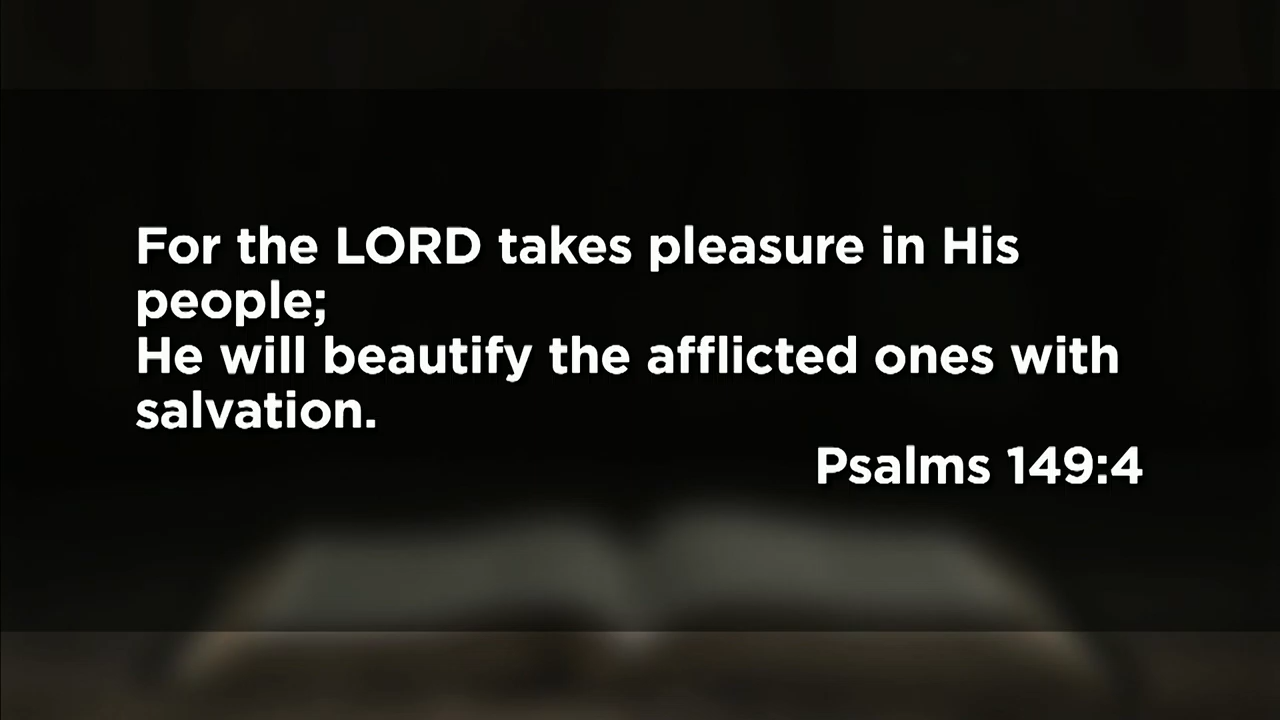 For the LORD takes pleasure in His
people;
He will beautify the afflicted ones with
salvation.
Psalms 149:4